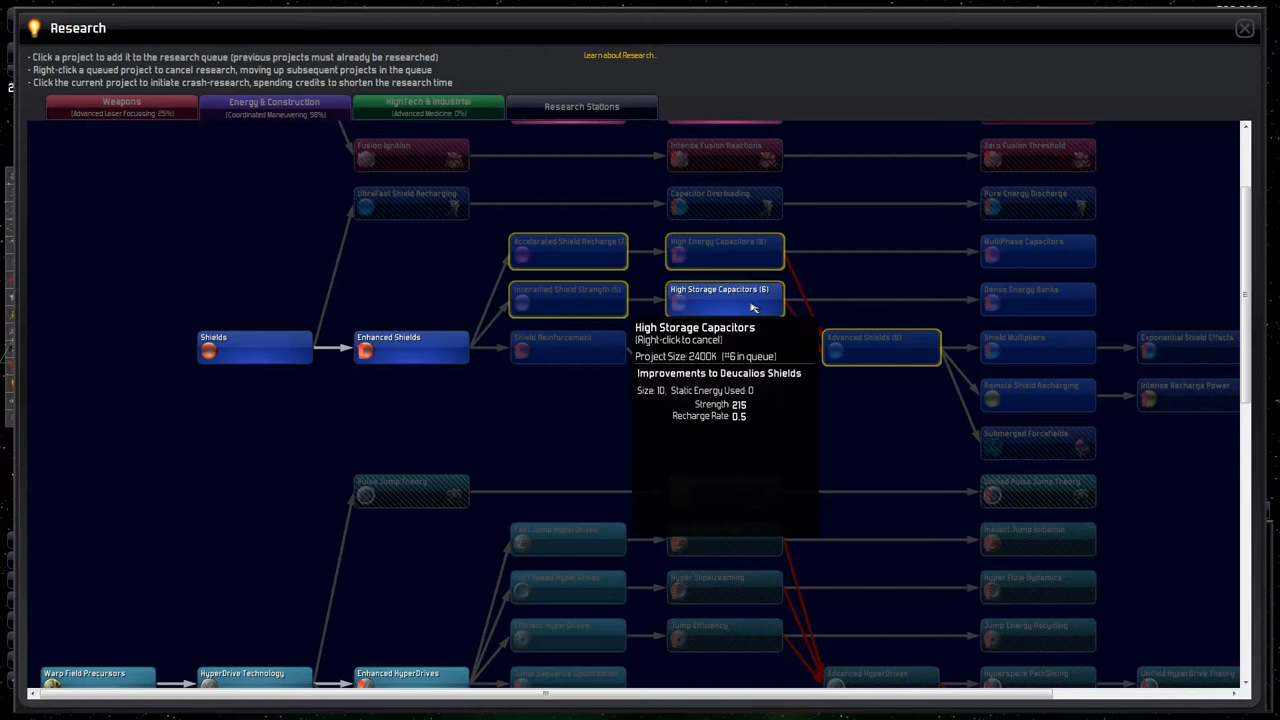 Research
- Click a project to add it to the research queue (previous projects must already be researched)
- Right-click a queued project to cancel research, moving up subsequent projects in the queue
- Click the current project to initiate crash-research, spending credits to shorten the research time
Learn about Research...
Weapons
(Advanced Laser Focussing 25%)
Energy & Construction
(Coordinated Maneuvering 98%)
HighTech & Industrial
(Advanced Medicine 0%)
Research Stations
Fusion Ignition
Intense Fusion Reactions
Zero Fusion Threshold
UltraFast Shield Recharging
Capacitor Overloading
Pure Energy Discharge
Accelerated Shield Recharge (7
High Energy Capacitors (8)
MultiPhase Capacitors
Intensified Shield Strength (5)
High Storage Capacitors (6)
Dense Energy Banks
Shields
Enhanced Shields
Shield Reinforcement
High Storage Capacitors
(Right-click to cancel)
Project Size: 2400K (#6 in queue)
Improvements to Deucalios Shields
Size: 10, Static Energy Used: 0
Strength 215
Recharge Rate 0.5
Shield Multipliers
Exponential Shield Effects
Remote Shield Recharging
Intense Recharge Power
Submerged Forcefields
Pulse Jump Theory
Unified Pulse Jump Theory
Fast Jump HyperDrives
Instant Jump Initiation
High Speed HyperDrives
Hyper Slipstreaming
Hyper Flow Dynamics
Efficient HyperDrives
Jump Efficiency
Jump Energy Recycling
Warp Field Precursors
HyperDrive Technology
Enhanced HyperDrives
Jump Sequence Optimization
Advanced HyperDrives
Hyperspace PathSlicing
Unified HyperDrive Theory